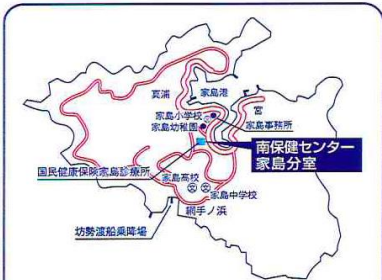 真浦
家島港
宮
家島小学校
家島幼稚園
家島事務所
南保健センター
家島分室
国民健康保険家島診療所
家島高校
文
文
家島中学校
網手ノ浜
坊勢渡船乗降場